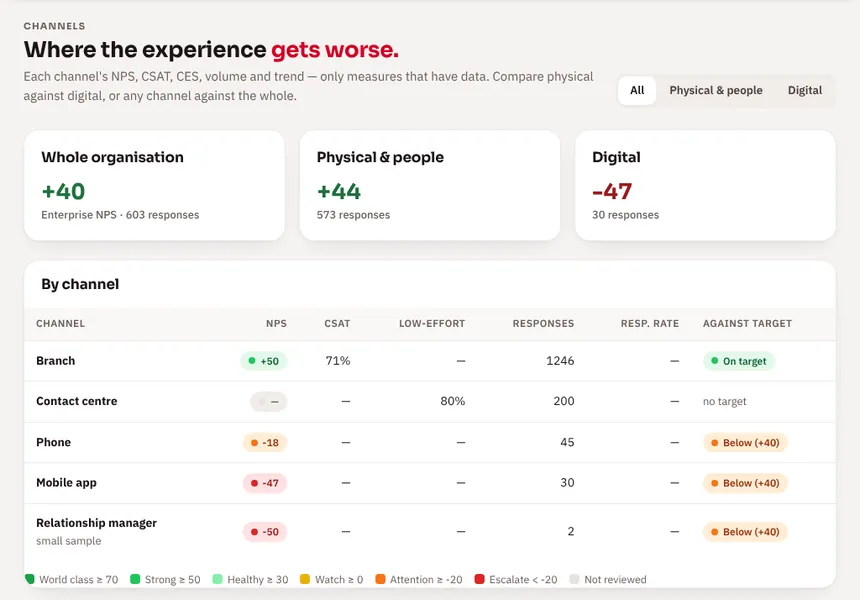 CHANNELS
Where the experience gets worse.
Each channel's NPS, CSAT, CES, volume and trend — only measures that have data. Compare physical
against digital, or any channel against the whole.
All Physical & people Digital
Whole organisation Physical & people Digital
+40 +44 -47
Enterprise NPS · 603 responses 573 responses 30 responses
By channel
CHANNEL NPS CSAT LOW-EFFORT RESPONSES RESP. RATE AGAINST TARGET
Branch +50 71% — 1246 — On target
Contact centre — — 80% 200 — no target
Phone -18 — — 45 — Below (+40)
Mobile app -47 — — 30 — Below (+40)
Relationship manager -50 — — 2 — Below (+40)
small sample
World class ≥ 70 Strong ≥ 50 Healthy ≥ 30 Watch ≥ 0 Attention ≥ -20 Escalate < -20 Not reviewed